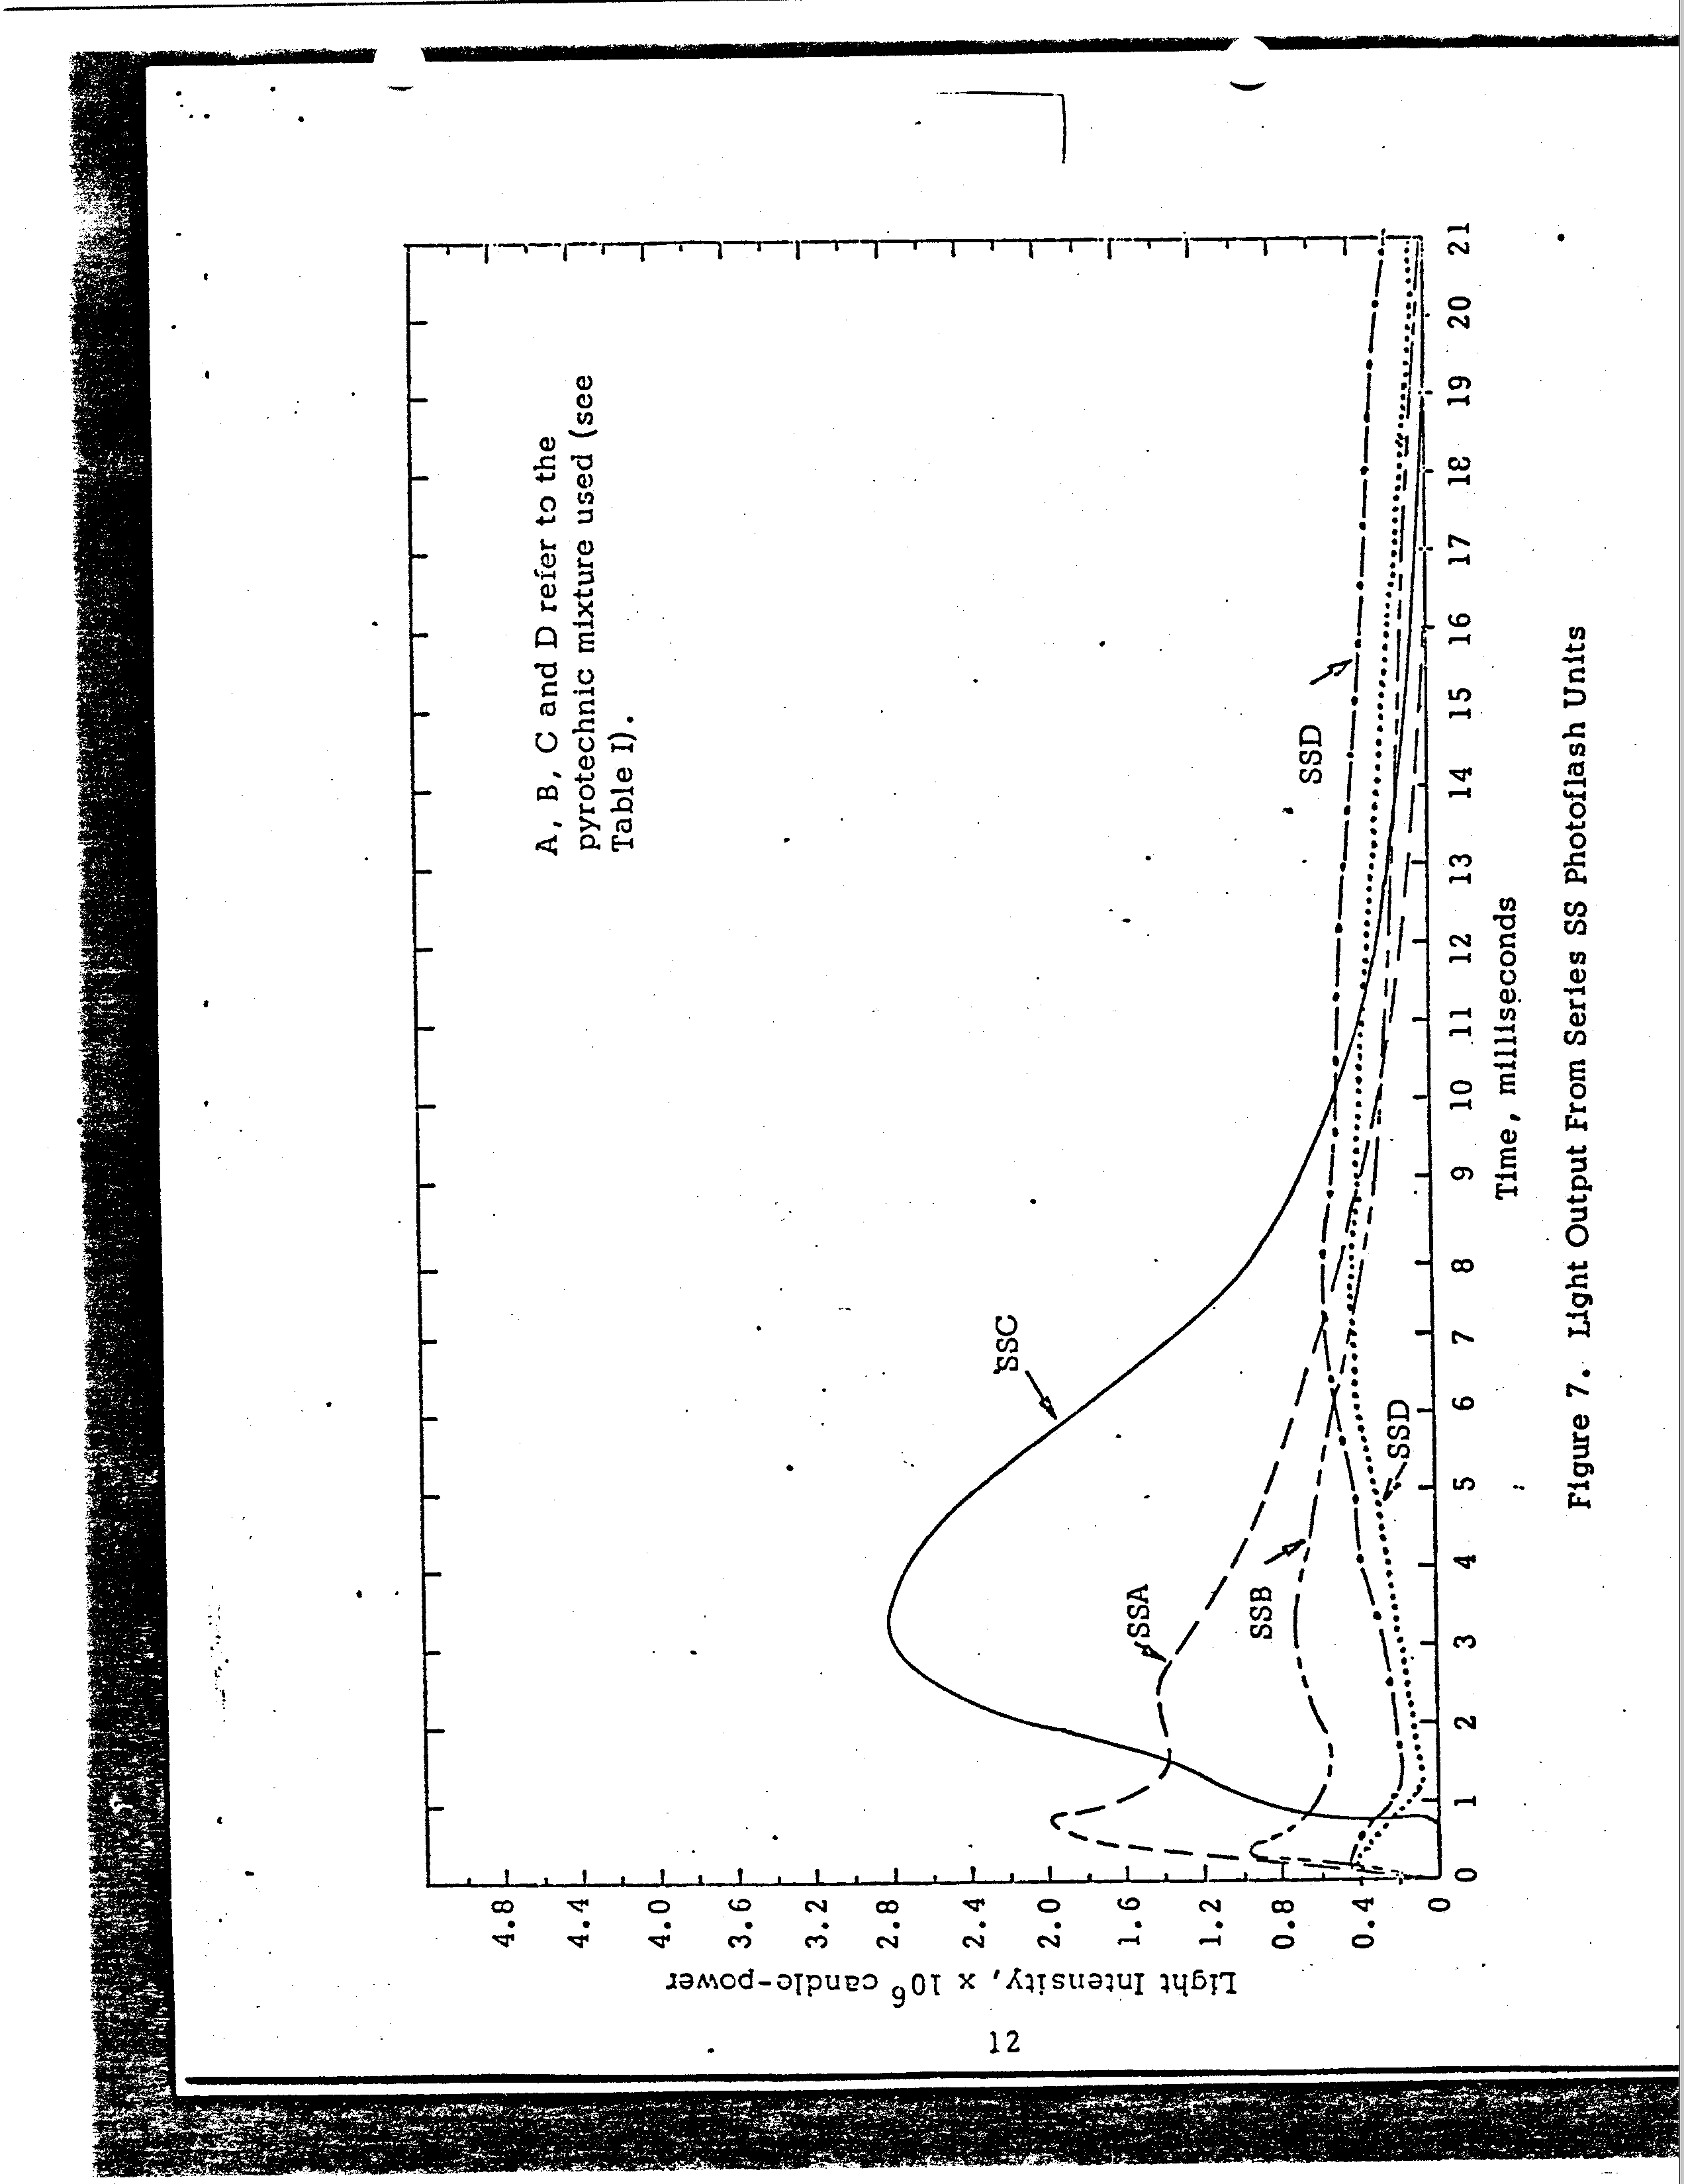 A, B, C and D refer to the
pyrotechnic mixture used (see
Table I).
SSC
SSA
SSB
SSD
SSD
4.8
4.4
4.0
3.6
3.2
2.8
2.4
2.0
1.6
1.2
0.8
0.4
0
Light Intensity, x 10⁶ candle-power
0 1 2 3 4 5 6 7 8 9 10 11 12 13 14 15 16 17 18 19 20 21
Time, milliseconds
Figure 7. Light Output From Series SS Photoflash Units
12